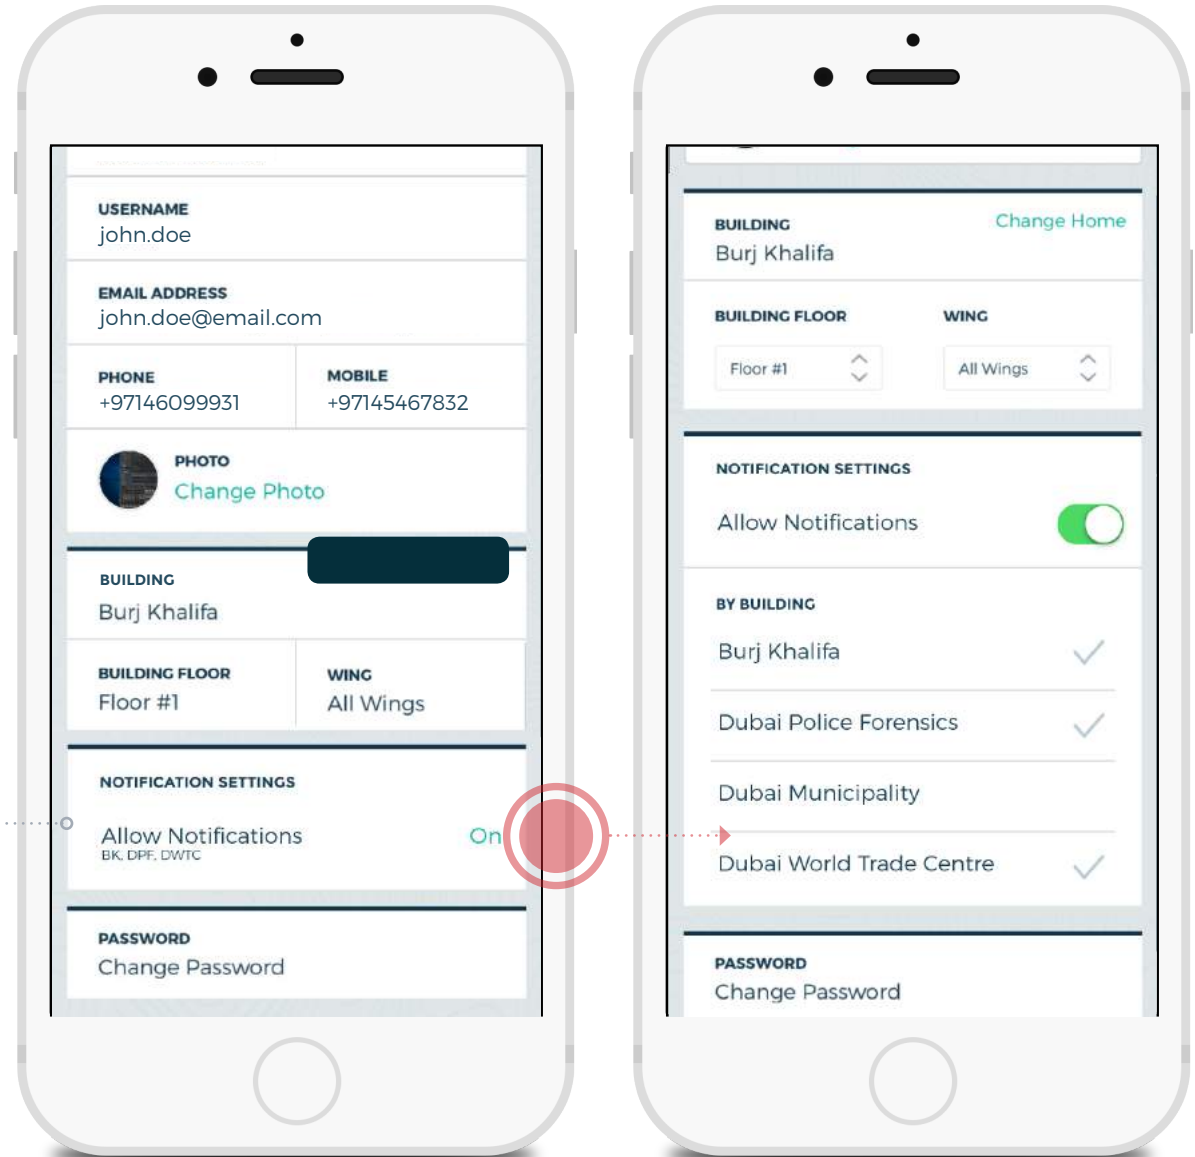 USERNAME
john.doe
EMAIL ADDRESS
john.doe@email.com
PHONE
+97146099931
MOBILE
+97145467832
PHOTO
Change Photo
BUILDING
Burj Khalifa
BUILDING FLOOR
Floor #1
WING
All Wings
NOTIFICATION SETTINGS
Allow Notifications
On
BK, DPF, DWTC
PASSWORD
Change Password
BUILDING
Change Home
Burj Khalifa
BUILDING FLOOR
WING
Floor #1
All Wings
NOTIFICATION SETTINGS
Allow Notifications
BY BUILDING
Burj Khalifa
Dubai Police Forensics
Dubai Municipality
Dubai World Trade Centre
PASSWORD
Change Password